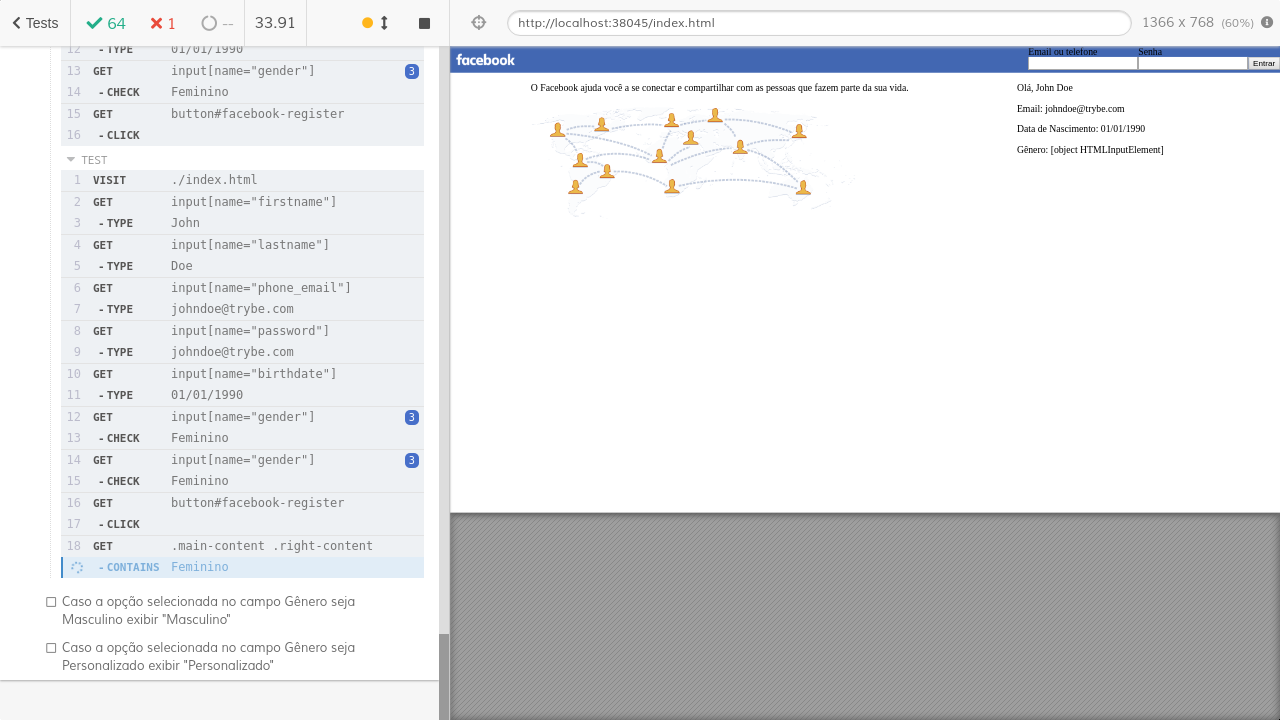 Tests
64
1
--
33.91
http://localhost:38045/index.html
1366 x 768 (60%)
12 - TYPE 01/01/1990
13 GET input[name="gender"] 3
14 - CHECK Feminino
15 GET button#facebook-register
16 - CLICK
TEST
1 VISIT ./index.html
2 GET input[name="firstname"]
3 - TYPE John
4 GET input[name="lastname"]
5 - TYPE Doe
6 GET input[name="phone_email"]
7 - TYPE johndoe@trybe.com
8 GET input[name="password"]
9 - TYPE johndoe@trybe.com
10 GET input[name="birthdate"]
11 - TYPE 01/01/1990
12 GET input[name="gender"] 3
13 - CHECK Feminino
14 GET input[name="gender"] 3
15 - CHECK Feminino
16 GET button#facebook-register
17 - CLICK
18 GET .main-content .right-content
- CONTAINS Feminino
Caso a opção selecionada no campo Gênero seja
Masculino exibir "Masculino"
Caso a opção selecionada no campo Gênero seja
Personalizado exibir "Personalizado"
facebook
Email ou telefone
Senha
Entrar
O Facebook ajuda você a se conectar e compartilhar com as pessoas que fazem parte da sua vida.
Olá, John Doe
Email: johndoe@trybe.com
Data de Nascimento: 01/01/1990
Gênero: [object HTMLInputElement]